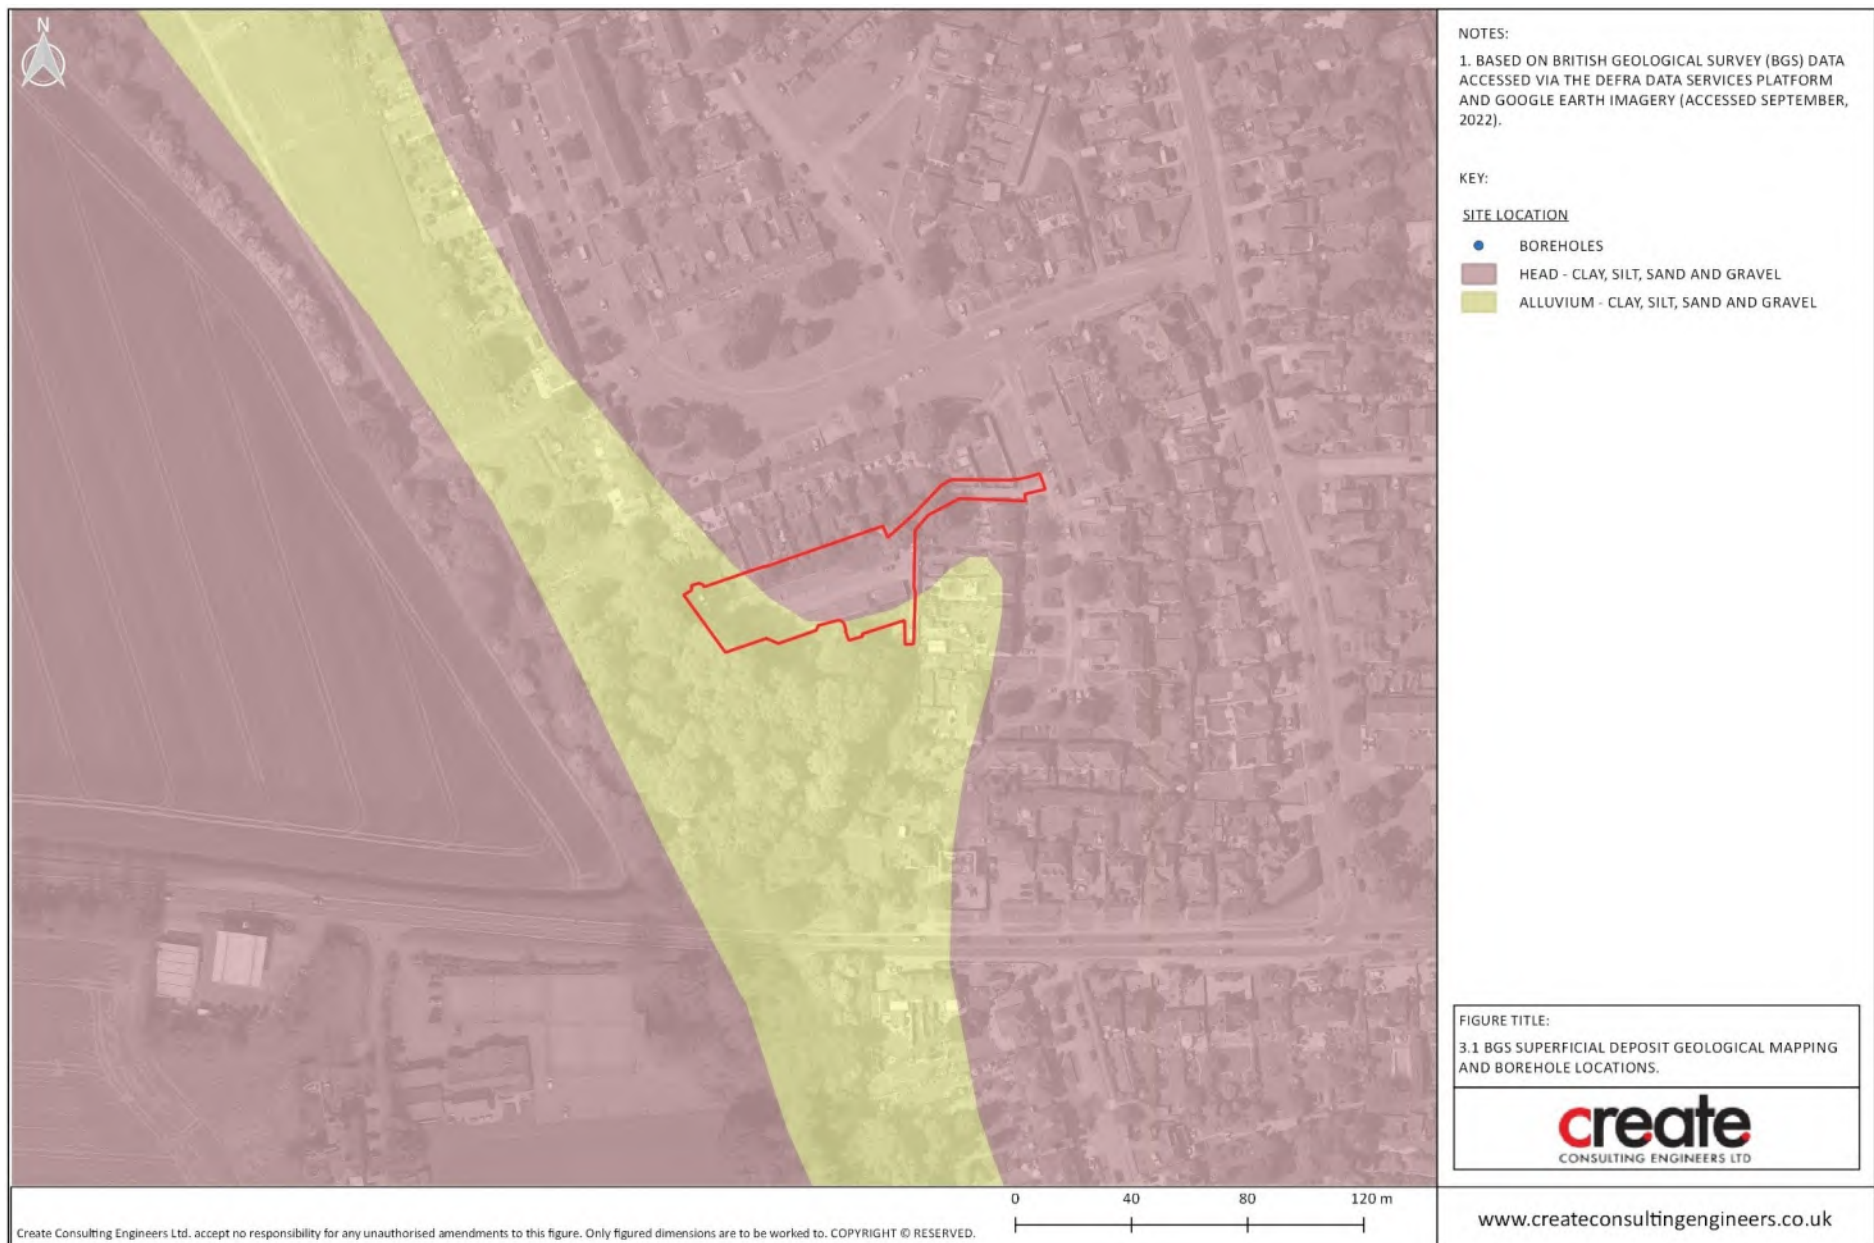 N
NOTES:
1. BASED ON BRITISH GEOLOGICAL SURVEY (BGS) DATA
ACCESSED VIA THE DEFRA DATA SERVICES PLATFORM
AND GOOGLE EARTH IMAGERY (ACCESSED SEPTEMBER,
2022).
KEY:
SITE LOCATION
BOREHOLES
HEAD - CLAY, SILT, SAND AND GRAVEL
ALLUVIUM - CLAY, SILT, SAND AND GRAVEL
FIGURE TITLE:
3.1 BGS SUPERFICIAL DEPOSIT GEOLOGICAL MAPPING
AND BOREHOLE LOCATIONS.
create
CONSULTING ENGINEERS LTD
0 40 80 120 m
Create Consulting Engineers Ltd. accept no responsibility for any unauthorised amendments to this figure. Only figured dimensions are to be worked to. COPYRIGHT © RESERVED.
www.createconsultingengineers.co.uk